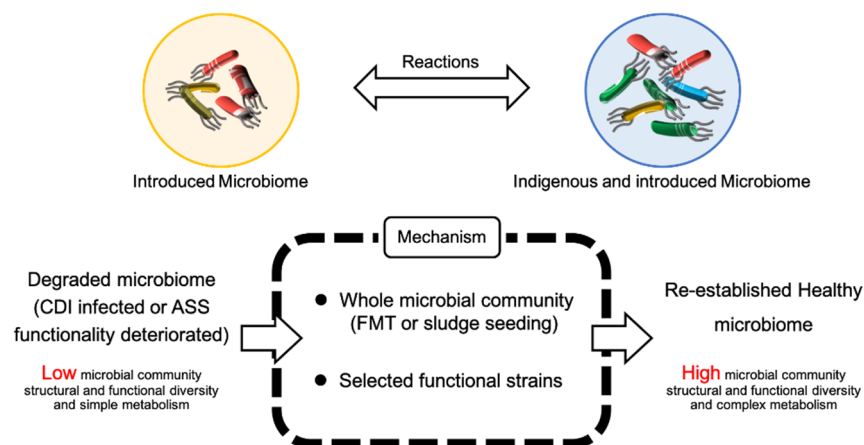 Reactions
Introduced Microbiome
Indigenous and introduced Microbiome
Mechanism
Degraded microbiome
(CDI infected or ASS
functionality deteriorated)
Low microbial community
structural and functional diversity
and simple metabolism
● Whole microbial community
(FMT or sludge seeding)
● Selected functional strains
Re-established Healthy
microbiome
High microbial community
structural and functional diversity
and complex metabolism